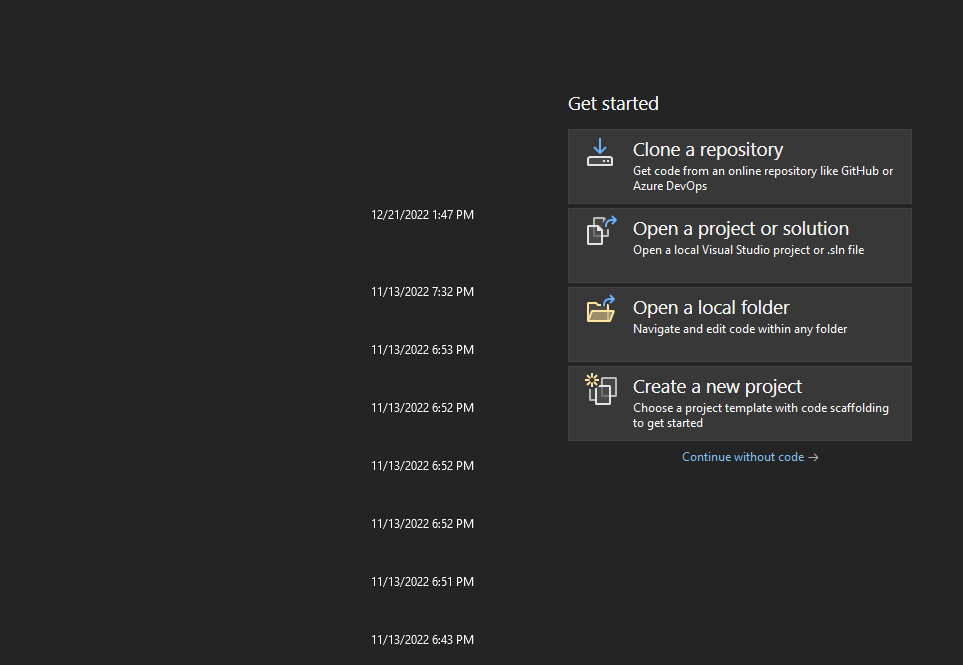 12/21/2022 1:47 PM
11/13/2022 7:32 PM
11/13/2022 6:53 PM
11/13/2022 6:52 PM
11/13/2022 6:52 PM
11/13/2022 6:52 PM
11/13/2022 6:51 PM
11/13/2022 6:43 PM
Get started
Clone a repository
Get code from an online repository like GitHub or
Azure DevOps
Open a project or solution
Open a local Visual Studio project or .sln file
Open a local folder
Navigate and edit code within any folder
Create a new project
Choose a project template with code scaffolding
to get started
Continue without code →